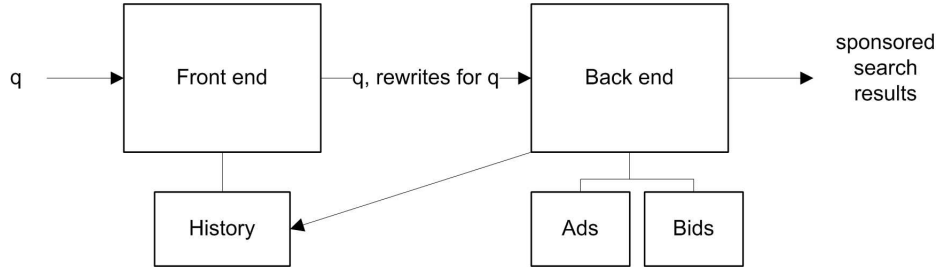 q
Front end
q, rewrites for q
Back end
sponsored
search
results
History
Ads
Bids